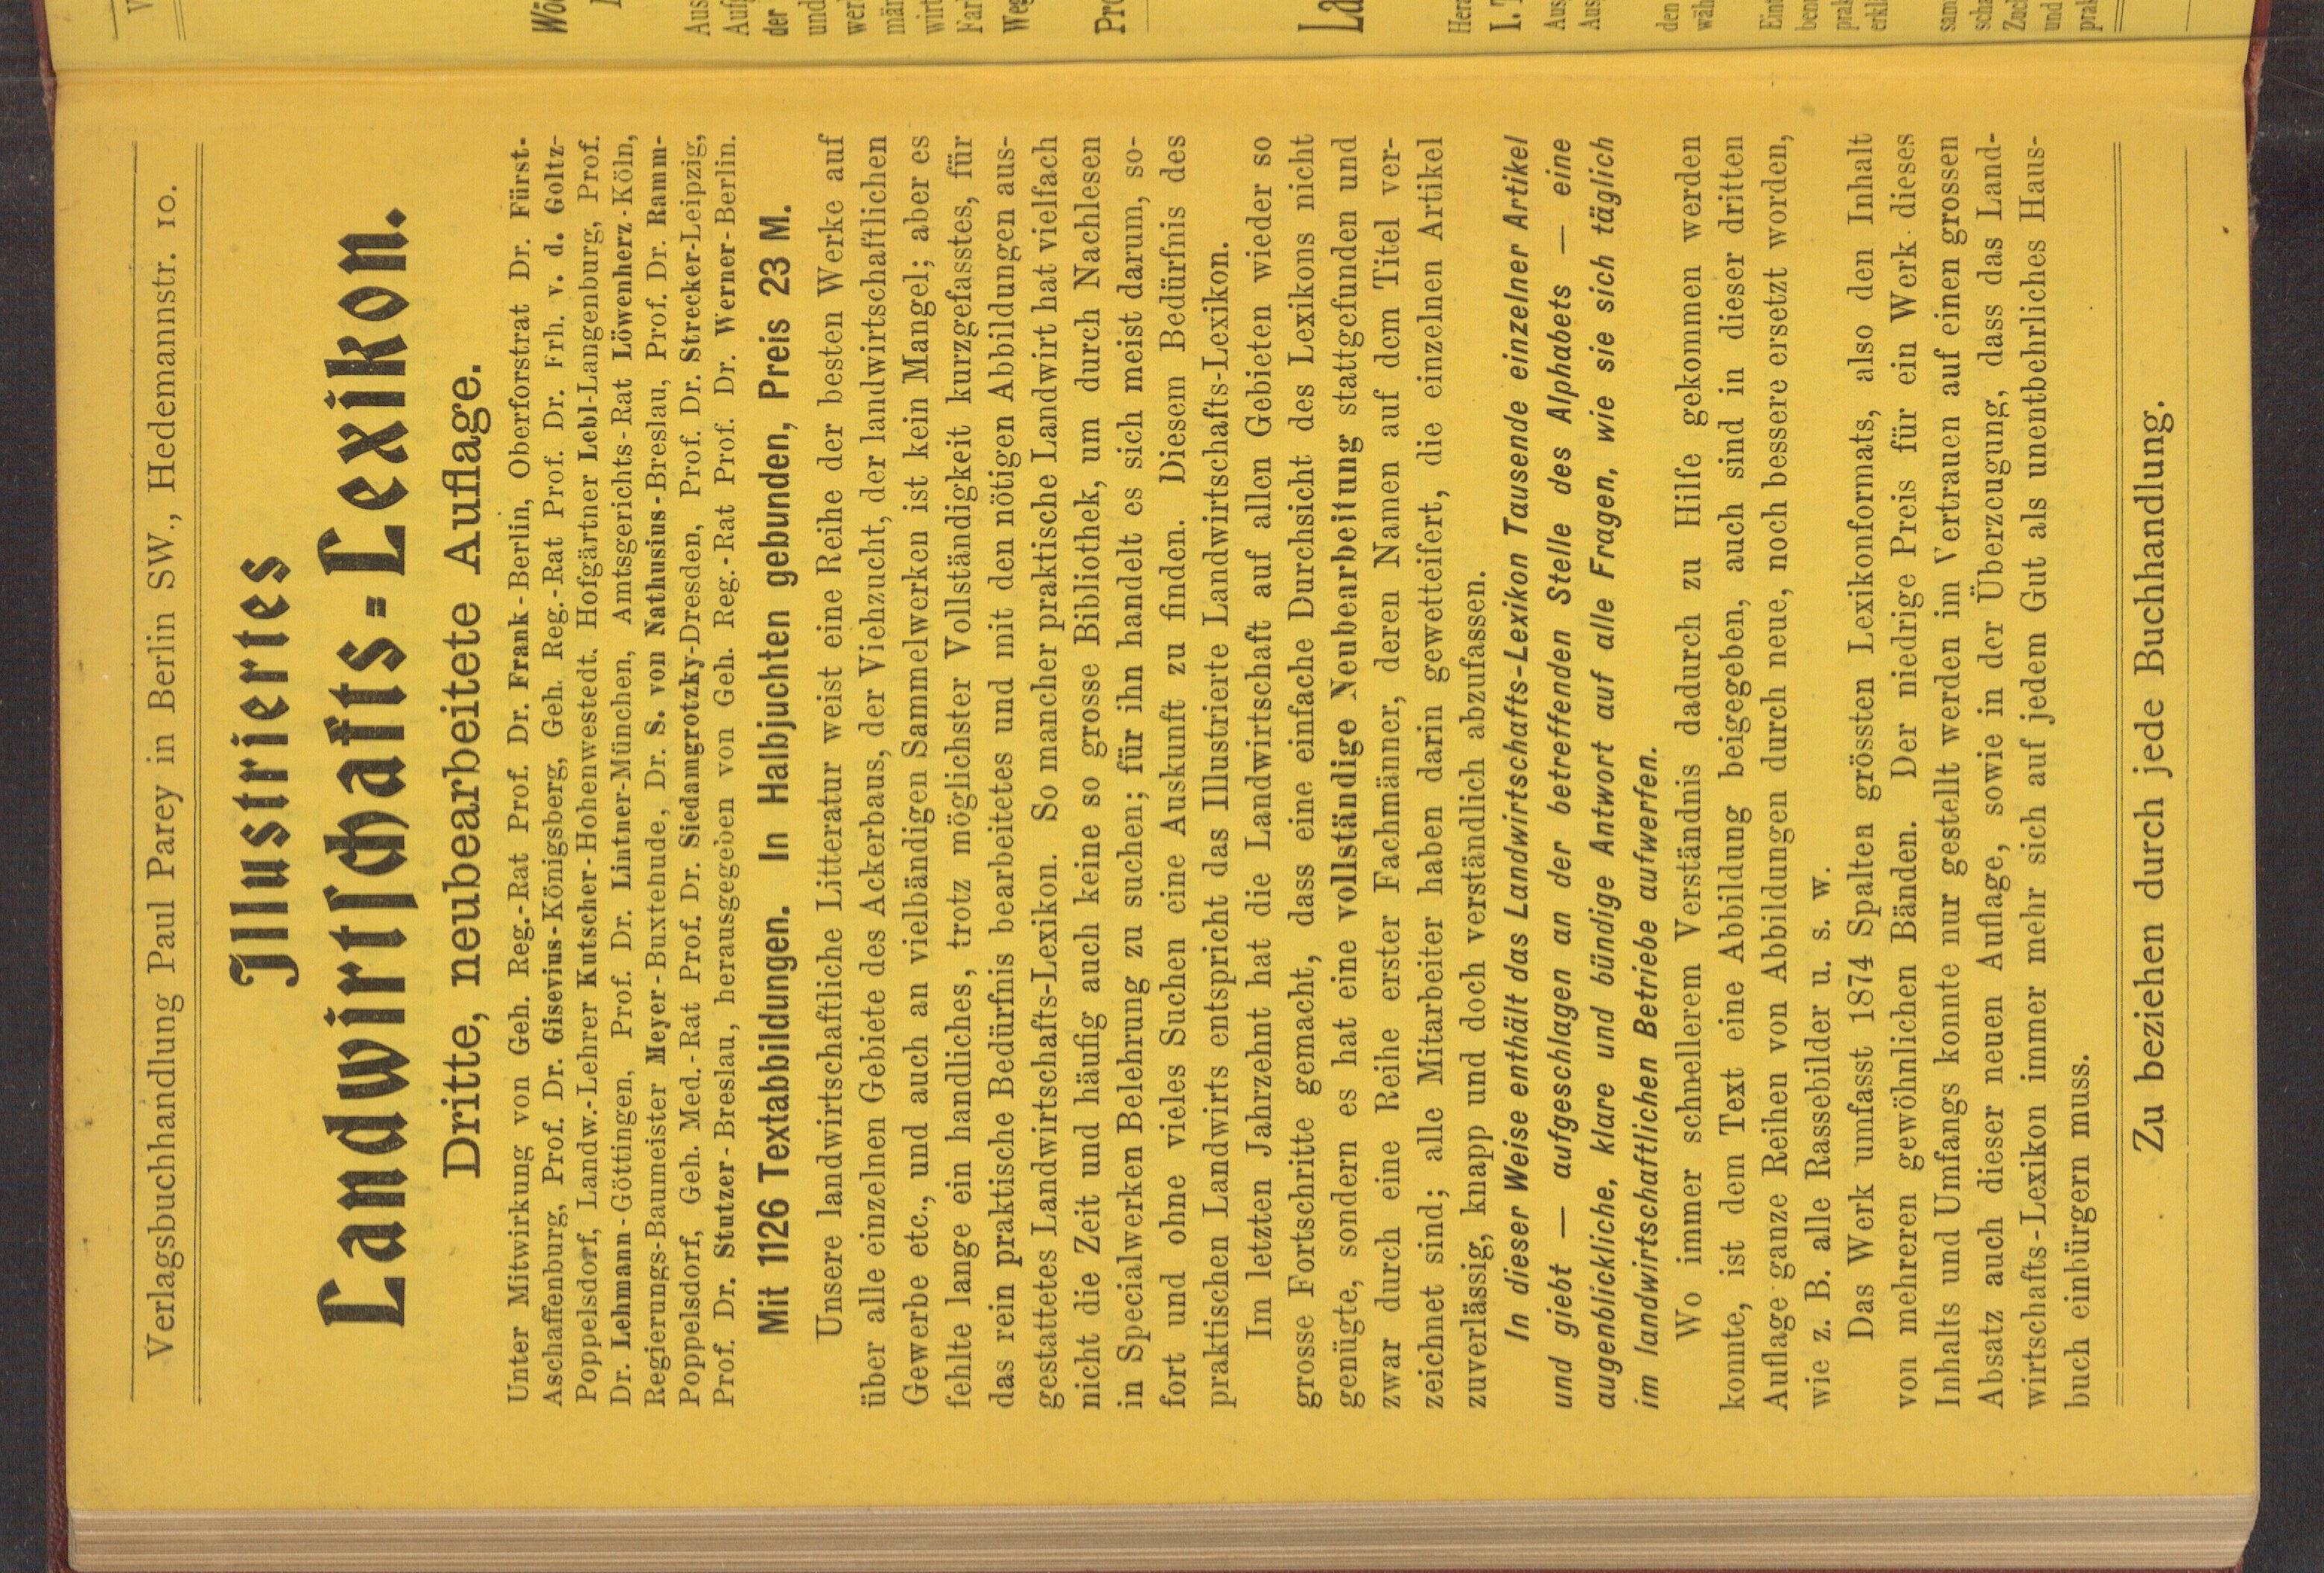 Verlagsbuchhandlung Paul Parey in Berlin SW., Hedemannstr. 10.
Illustriertes
Landwirtschafts-Lexikon.
Dritte, neubearbeitete Auflage.
Unter Mitwirkung von Geh. Reg.-Rat Prof. Dr. Frank-Berlin, Oberforstrat Dr. Fürst-
Aschaffenburg, Prof. Dr. Gisevius-Königsberg, Geh. Reg.-Rat Prof. Dr. Frh. v. d. Goltz-
Poppelsdorf, Landw.-Lehrer Kutscher-Hohenwestedt. Hofgärtner Lebl-Langenburg, Prof.
Dr. Lehmann-Göttingen, Prof. Dr. Lintner-München, Amtsgerichts-Rat Löwenherz-Köln,
Regierungs-Baumeister Meyer-Buxtehude, Dr. S. von Nathusius-Breslau, Prof. Dr. Ramm-
Poppelsdorf, Geh. Med.-Rat Prof. Dr. Siedamgrotzky-Dresden, Prof. Dr. Strecker-Leipzig,
Prof. Dr. Stutzer-Breslau, herausgegeben von Geh. Reg.-Rat Prof. Dr. Werner-Berlin.
Mit 1126 Textabbildungen. In Halbjuchten gebunden, Preis 23 M.
Unsere landwirtschaftliche Litteratur weist eine Reihe der besten Werke auf
über alle einzelnen Gebiete des Ackerbaus, der Viehzucht, der landwirtschaftlichen
Gewerbe etc., und auch an vielbändigen Sammelwerken ist kein Mangel; aber es
fehlte lange ein handliches, trotz möglichster Vollständigkeit kurzgefasstes, für
das rein praktische Bedürfnis bearbeitetes und mit den nötigen Abbildungen aus-
gestattetes Landwirtschafts-Lexikon. So mancher praktische Landwirt hat vielfach
nicht die Zeit und häufig auch keine so grosse Bibliothek, um durch Nachlesen
in Specialwerken Belehrung zu suchen; für ihn handelt es sich meist darum, so-
fort und ohne vieles Suchen eine Auskunft zu finden. Diesem Bedürfnis des
praktischen Landwirts entspricht das Illustrierte Landwirtschafts-Lexikon.
Im letzten Jahrzehnt hat die Landwirtschaft auf allen Gebieten wieder so
grosse Fortschritte gemacht, dass eine einfache Durchsicht des Lexikons nicht
genügte, sondern es hat eine vollständige Neubearbeitung stattgefunden und
zwar durch eine Reihe erster Fachmänner, deren Namen auf dem Titel ver-
zeichnet sind; alle Mitarbeiter haben darin gewetteifert, die einzelnen Artikel
zuverlässig, knapp und doch verständlich abzufassen.
In dieser Weise enthält das Landwirtschafts-Lexikon Tausende einzelner Artikel
und giebt — aufgeschlagen an der betreffenden Stelle des Alphabets — eine
augenblickliche, klare und bündige Antwort auf alle Fragen, wie sie sich täglich
im landwirtschaftlichen Betriebe aufwerfen.
Wo immer schnellerem Verständnis dadurch zu Hilfe gekommen werden
konnte, ist dem Text eine Abbildung beigegeben, auch sind in dieser dritten
Auflage ganze Reihen von Abbildungen durch neue, noch bessere ersetzt worden,
wie z. B. alle Rassebilder u. s. w.
Das Werk umfasst 1874 Spalten grössten Lexikonformats, also den Inhalt
von mehreren gewöhnlichen Bänden. Der niedrige Preis für ein Werk dieses
Inhalts und Umfangs konnte nur gestellt werden im Vertrauen auf einen grossen
Absatz auch dieser neuen Auflage, sowie in der Überzeugung, dass das Land-
wirtschafts-Lexikon immer mehr sich auf jedem Gut als unentbehrliches Haus-
buch einbürgern muss.
Zu beziehen durch jede Buchhandlung.